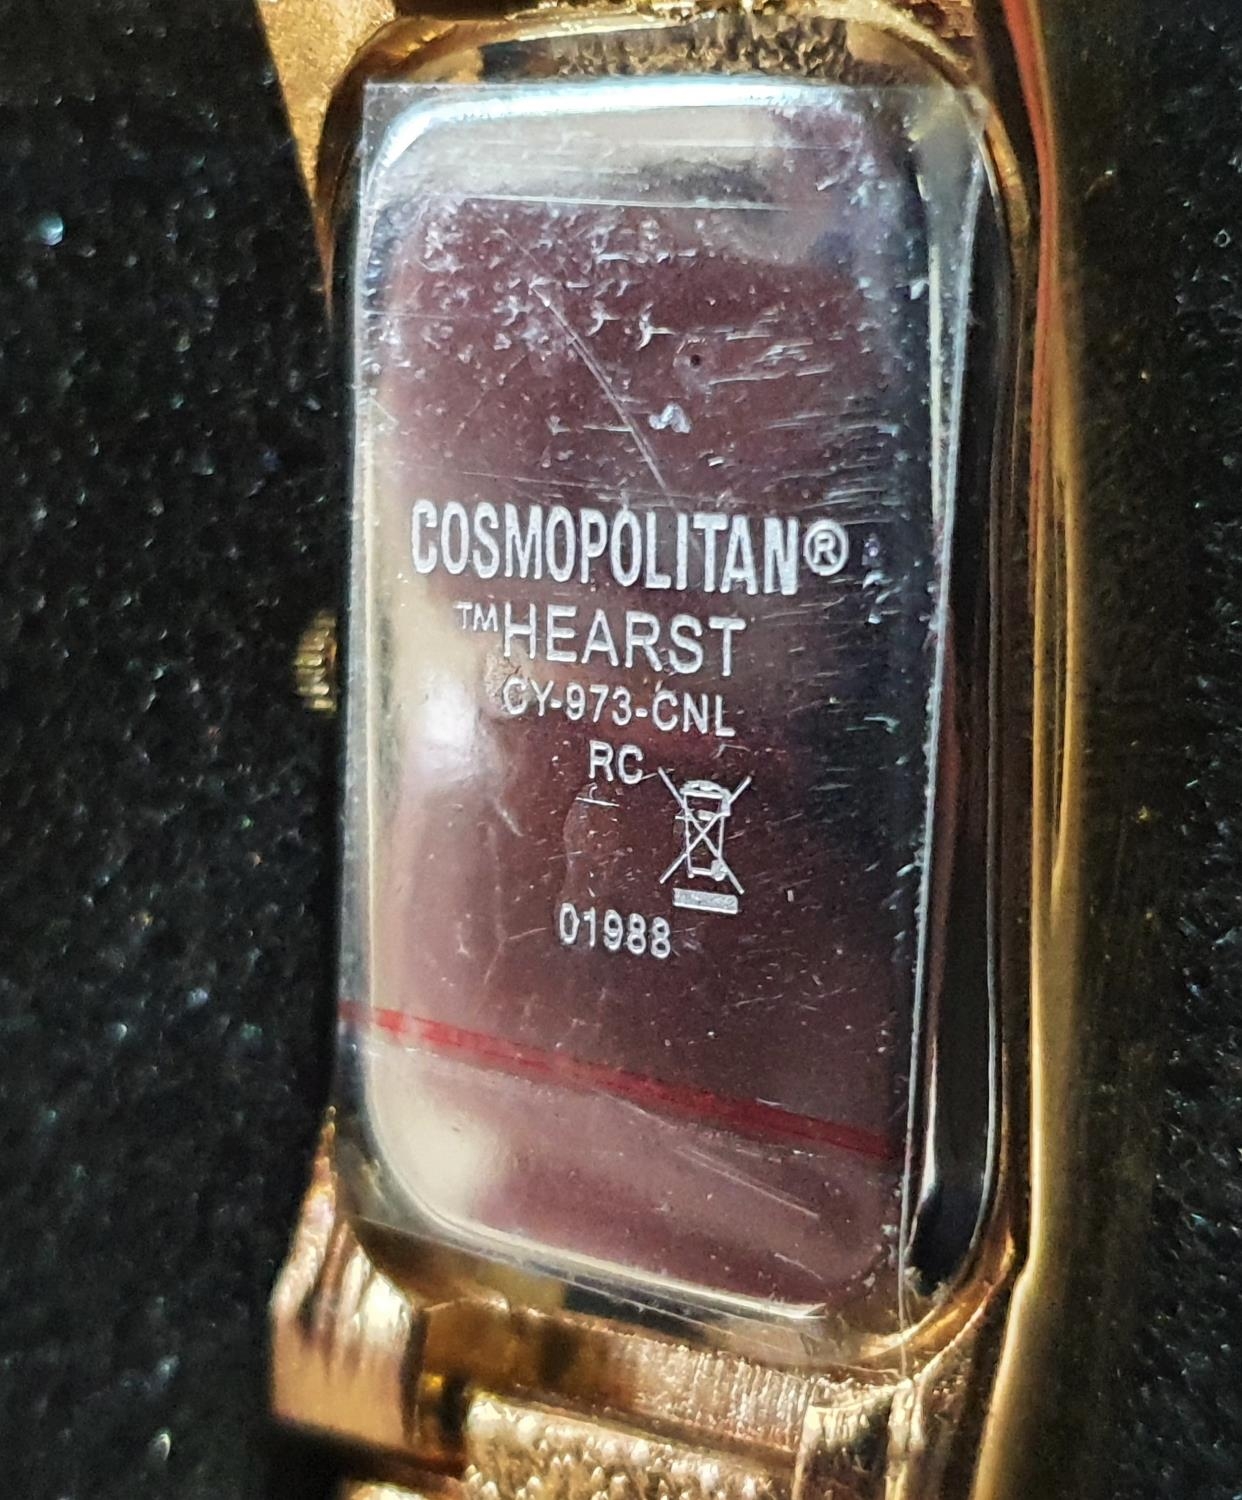 COSMOPOLITAN®
™HEARST
CY-973-CNL
RC
01988